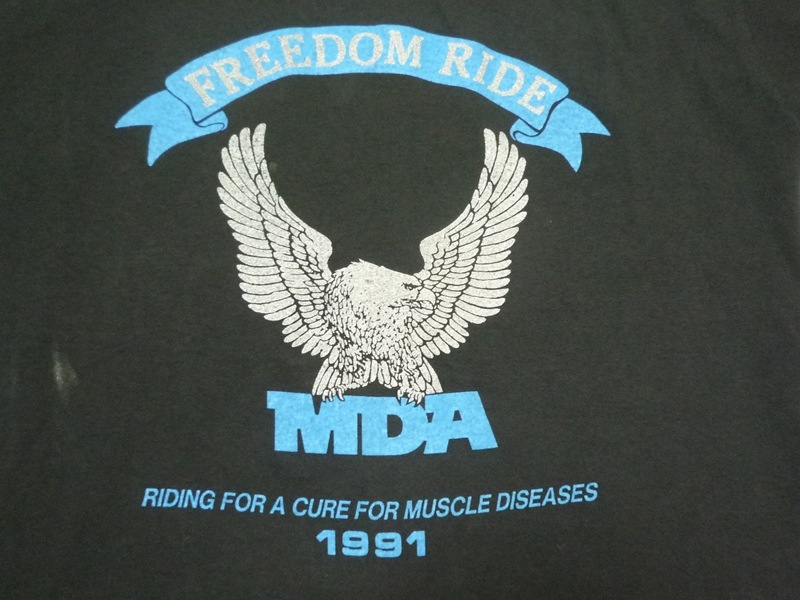 FREEDOM RIDE
MDA
RIDING FOR A CURE FOR MUSCLE DISEASES
1991